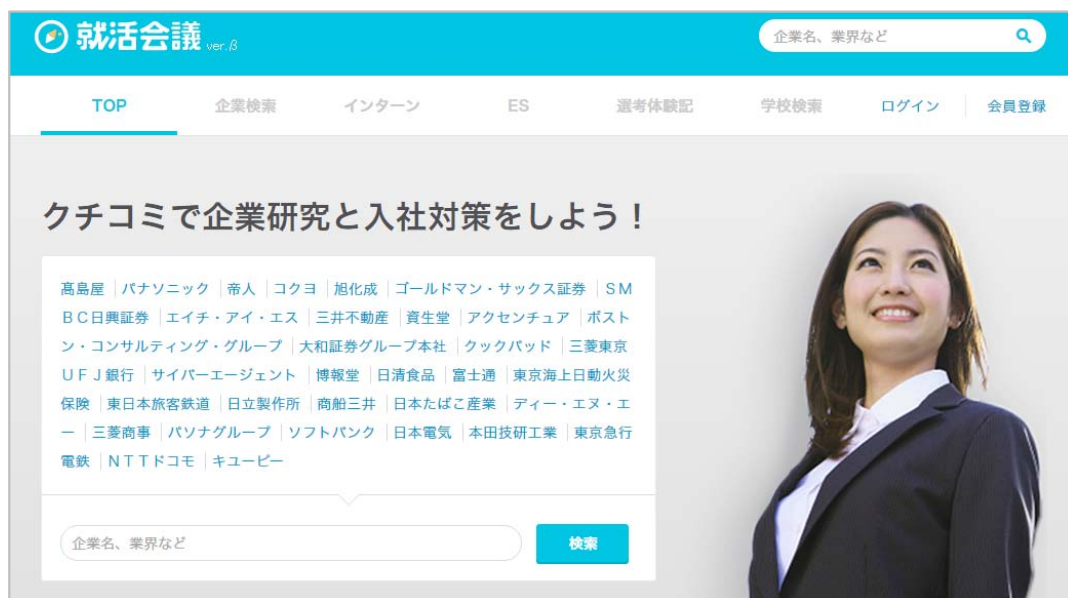 就活会議 ver.β
企業名、業界など
TOP 企業検索 インターン ES 選考体験記 学校検索 ログイン 会員登録
クチコミで企業研究と入社対策をしよう！
髙島屋 パナソニック 帝人 コクヨ 旭化成 ゴールドマン・サックス証券 ＳＭ
ＢＣ日興証券 エイチ・アイ・エス 三井不動産 資生堂 アクセンチュア ボスト
ン・コンサルティング・グループ 大和証券グループ本社 クックパッド 三菱東京
ＵＦＪ銀行 サイバーエージェント 博報堂 日清食品 富士通 東京海上日動火災
保険 東日本旅客鉄道 日立製作所 商船三井 日本たばこ産業 ディー・エヌ・エ
ー 三菱商事 パソナグループ ソフトバンク 日本電気 本田技研工業 東京急行
電鉄 ＮＴＴドコモ キユーピー
企業名、業界など
検索